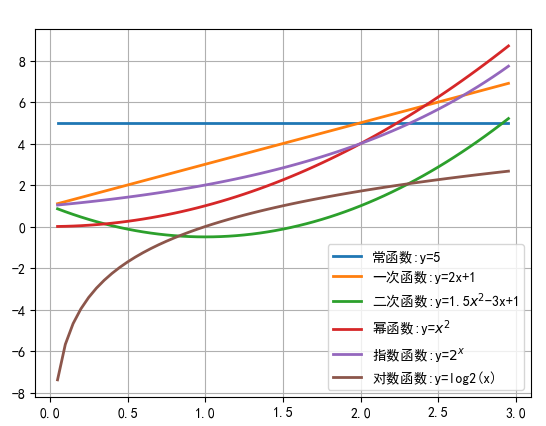 8
6
4
2
0
−2
−4
−6
−8
0.0 0.5 1.0 1.5 2.0 2.5 3.0
常函数:y=5
一次函数:y=2x+1
二次函数:y=1.5x²-3x+1
幂函数:y=x²
指数函数:y=2ˣ
对数函数:y=log2(x)